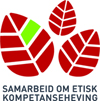 SAMARBEID OM ETISK
KOMPETANSEHEVING